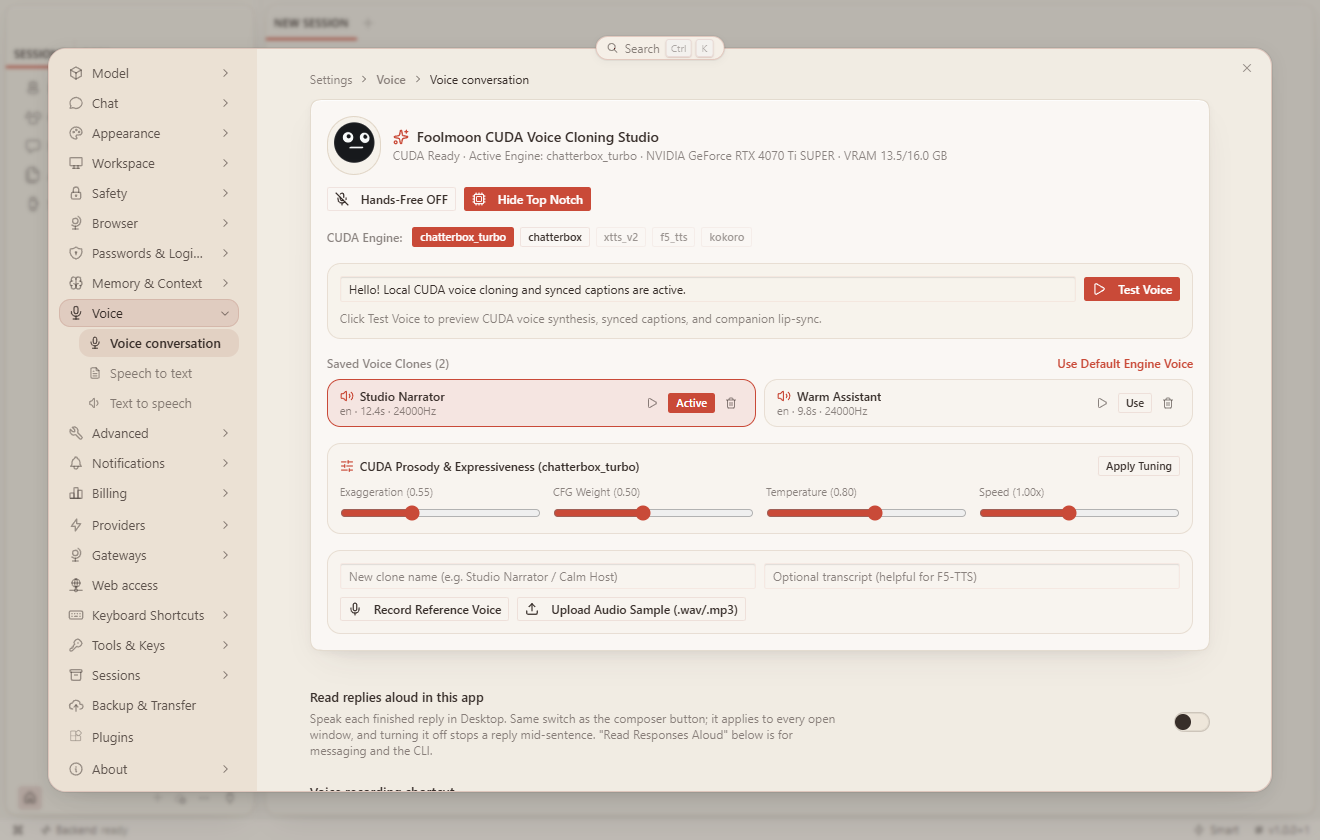 NEW SESSION
Search Ctrl K
Model
Chat
Appearance
Workspace
Safety
Browser
Passwords & Logi...
Memory & Context
Voice
Voice conversation
Speech to text
Text to speech
Advanced
Notifications
Billing
Providers
Gateways
Web access
Keyboard Shortcuts
Tools & Keys
Sessions
Backup & Transfer
Plugins
About
Settings > Voice > Voice conversation
Foolmoon CUDA Voice Cloning Studio
CUDA Ready · Active Engine: chatterbox_turbo · NVIDIA GeForce RTX 4070 Ti SUPER · VRAM 13.5/16.0 GB
Hands-Free OFF Hide Top Notch
CUDA Engine: chatterbox_turbo chatterbox xtts_v2 f5_tts kokoro
Hello! Local CUDA voice cloning and synced captions are active. Test Voice
Click Test Voice to preview CUDA voice synthesis, synced captions, and companion lip-sync.
Saved Voice Clones (2) Use Default Engine Voice
Studio Narrator
en · 12.4s · 24000Hz
Active
Warm Assistant
en · 9.8s · 24000Hz
Use
CUDA Prosody & Expressiveness (chatterbox_turbo) Apply Tuning
Exaggeration (0.55) CFG Weight (0.50) Temperature (0.80) Speed (1.00x)
New clone name (e.g. Studio Narrator / Calm Host) Optional transcript (helpful for F5-TTS)
Record Reference Voice Upload Audio Sample (.wav/.mp3)
Read replies aloud in this app
Speak each finished reply in Desktop. Same switch as the composer button; it applies to every open
window, and turning it off stops a reply mid-sentence. "Read Responses Aloud" below is for
messaging and the CLI.
Voice recording shortcut
Backend ready